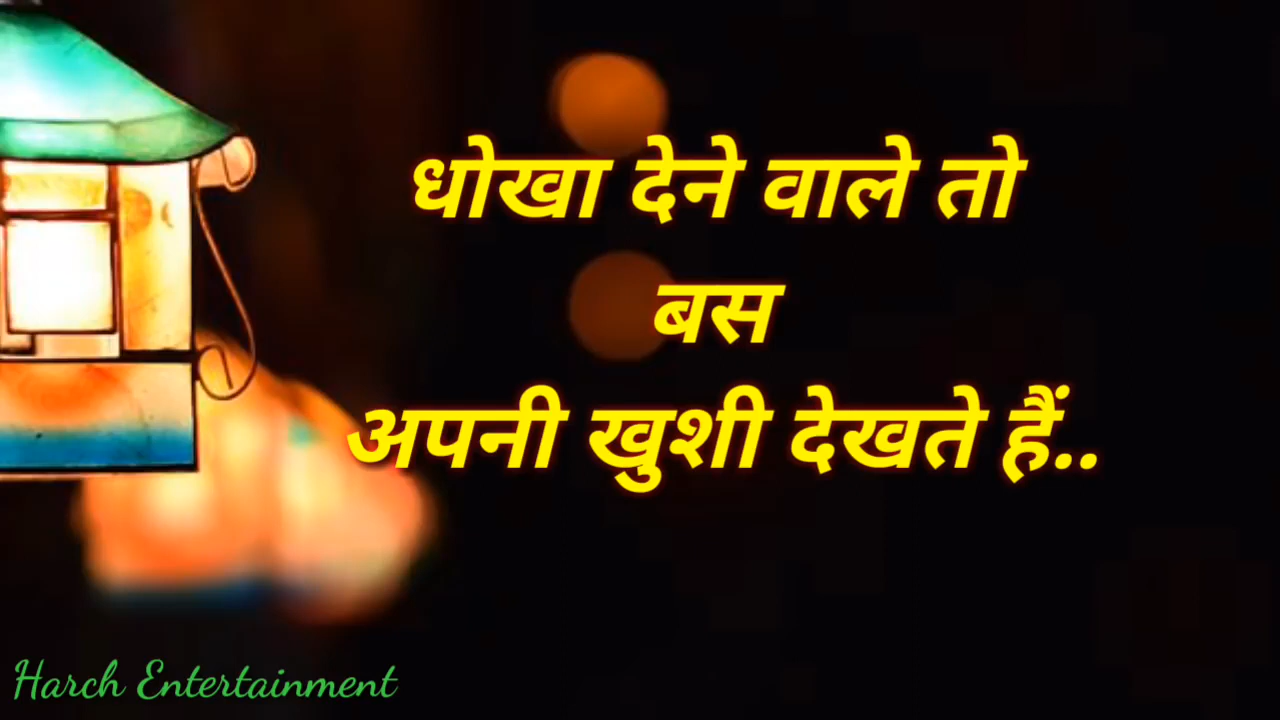 धोखा देने वाले तो
बस
अपनी खुशी देखते हैं..
Harch Entertainment